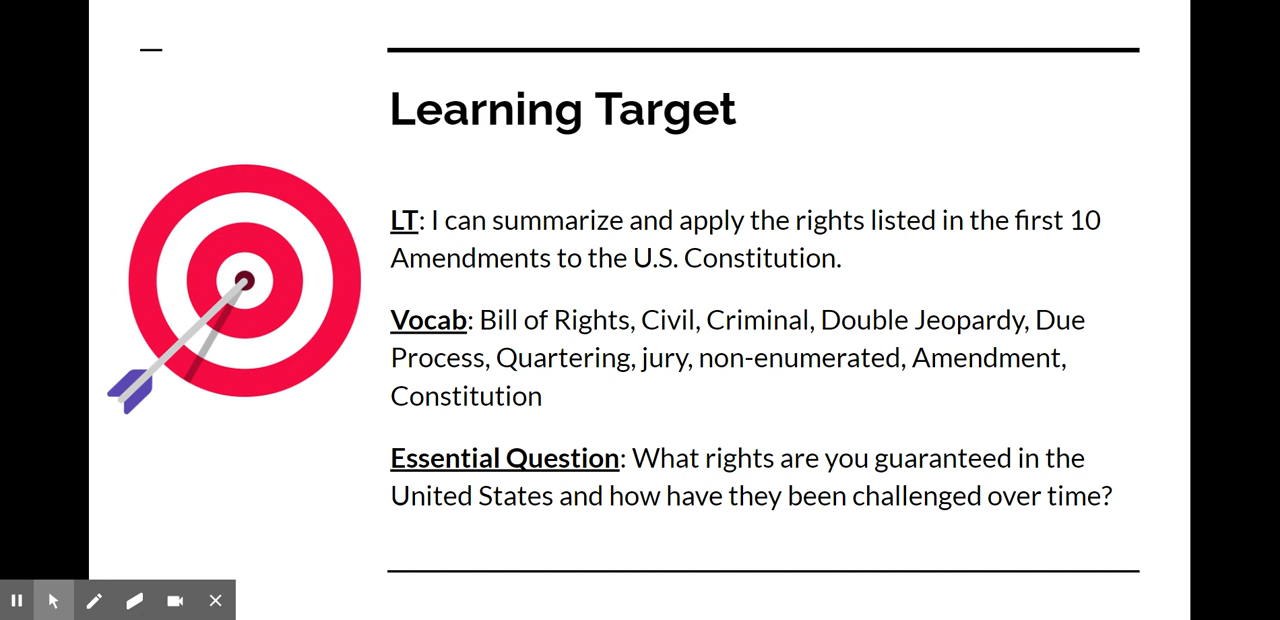 Learning Target
LT: I can summarize and apply the rights listed in the first 10
Amendments to the U.S. Constitution.
Vocab: Bill of Rights, Civil, Criminal, Double Jeopardy, Due
Process, Quartering, jury, non-enumerated, Amendment,
Constitution
Essential Question: What rights are you guaranteed in the
United States and how have they been challenged over time?